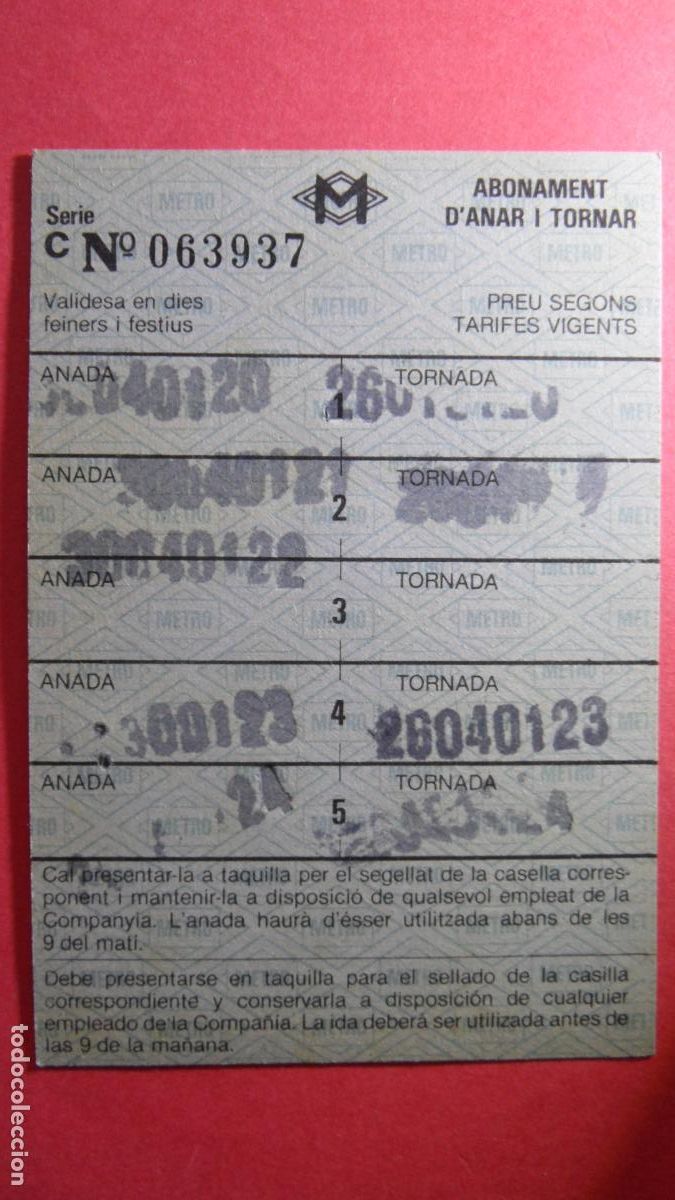 M
ABONAMENT
D'ANAR I TORNAR
Serie
C Nº 063937
Validesa en dies
feiners i festius
PREU SEGONS
TARIFES VIGENTS
ANADA 1 TORNADA
ANADA 2 TORNADA
30040122
ANADA 3 TORNADA
ANADA 4 TORNADA
26040123
ANADA 5 TORNADA
24
Cal presentar-la a taquilla per el segellat de la casella corres-
ponent i mantenir-la a disposició de qualsevol empleat de la
Companyia. L'anada haurà d'ésser utilitzada abans de les
9 del matí.
Debe presentarse en taquilla para el sellado de la casilla
correspondiente y conservarla a disposición de cualquier
empleado de la Compañía. La ida deberá ser utilizada antes de
las 9 de la mañana.
todocoleccion
METRO